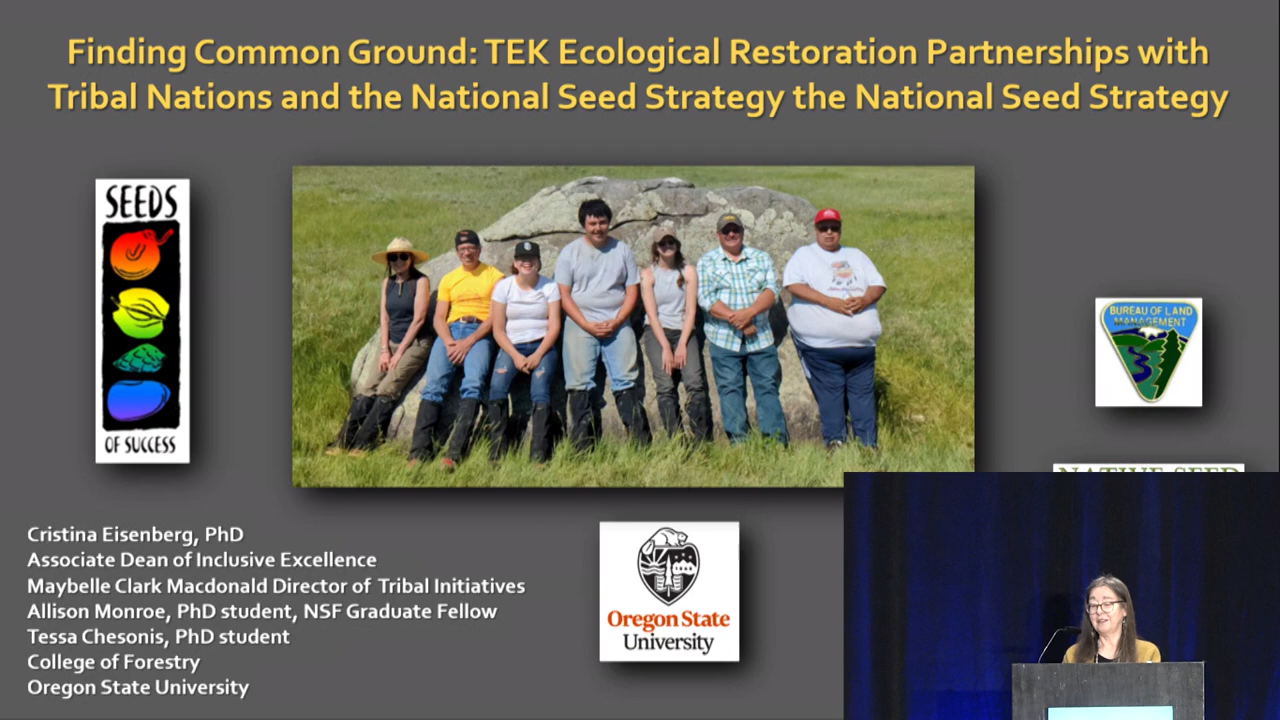 Finding Common Ground: TEK Ecological Restoration Partnerships with
Tribal Nations and the National Seed Strategy the National Seed Strategy
SEEDS
OF SUCCESS
BUREAU OF LAND
MANAGEMENT
NATIVE SEED
Cristina Eisenberg, PhD
Associate Dean of Inclusive Excellence
Maybelle Clark Macdonald Director of Tribal Initiatives
Allison Monroe, PhD student, NSF Graduate Fellow
Tessa Chesonis, PhD student
College of Forestry
Oregon State University
Oregon State
University